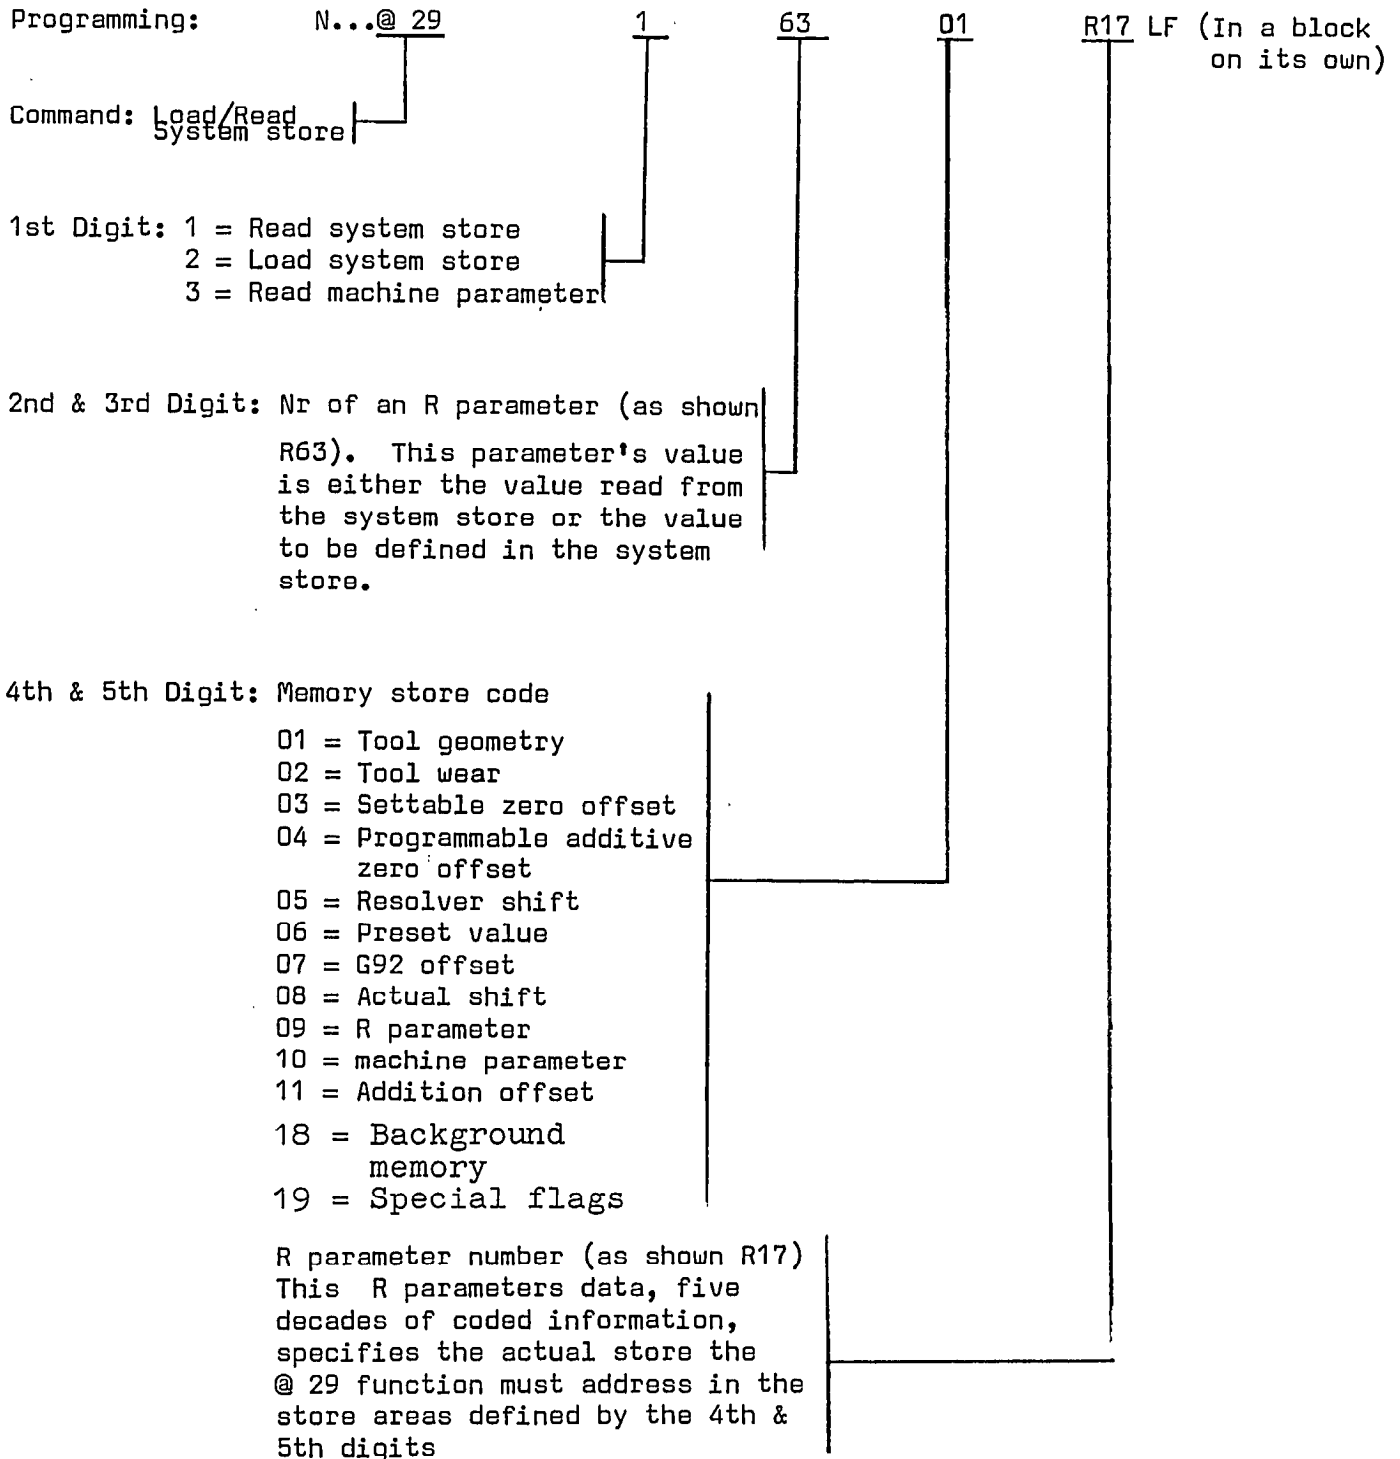 Programming: N...@ 29 1 63 01 R17 LF (In a block
on its own)
Command: Load/Read
System store
1st Digit: 1 = Read system store
2 = Load system store
3 = Read machine parameter
2nd & 3rd Digit: Nr of an R parameter (as shown
R63). This parameter's value
is either the value read from
the system store or the value
to be defined in the system
store.
4th & 5th Digit: Memory store code
01 = Tool geometry
02 = Tool wear
03 = Settable zero offset
04 = Programmable additive
zero offset
05 = Resolver shift
06 = Preset value
07 = G92 offset
08 = Actual shift
09 = R parameter
10 = machine parameter
11 = Addition offset
18 = Background
memory
19 = Special flags
R parameter number (as shown R17)
This R parameters data, five
decades of coded information,
specifies the actual store the
@ 29 function must address in the
store areas defined by the 4th &
5th digits